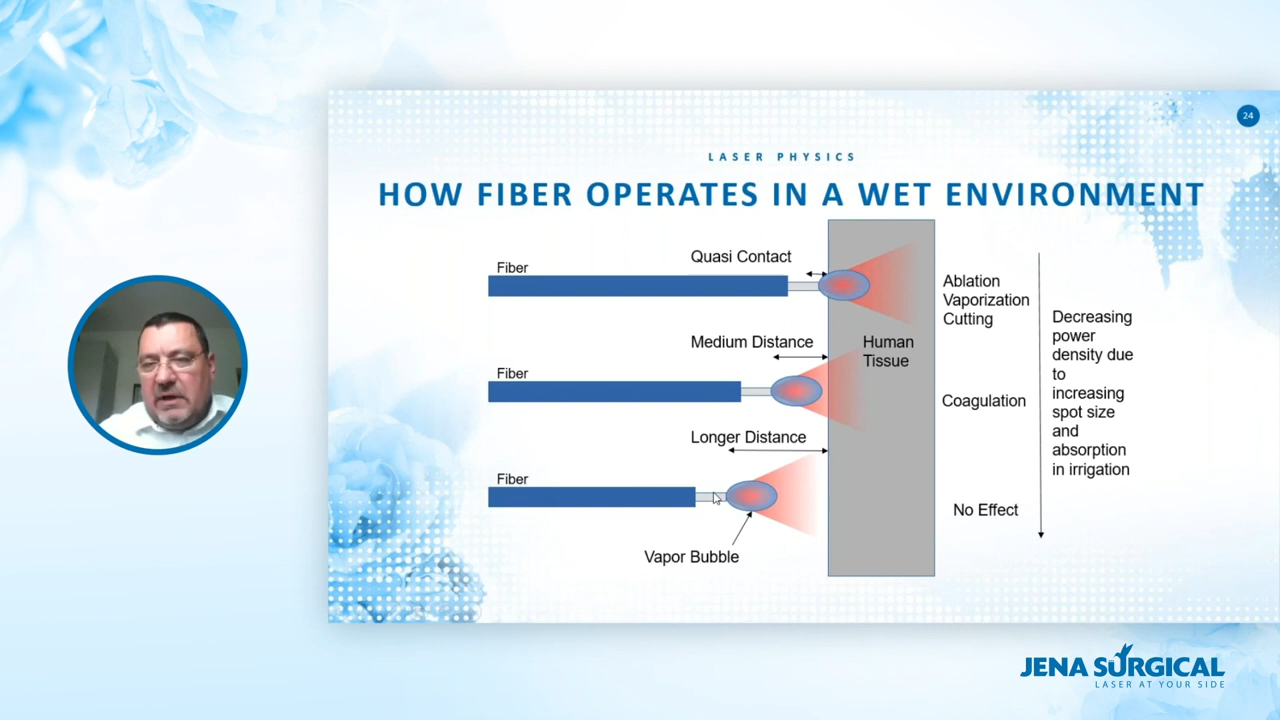 24
LASER PHYSICS
HOW FIBER OPERATES IN A WET ENVIRONMENT
Quasi Contact
Fiber
Ablation
Vaporization
Cutting
Medium Distance
Human
Tissue
Fiber
Coagulation
Decreasing
power
density due
to
increasing
spot size
and
absorption
in irrigation
Longer Distance
Fiber
No Effect
Vapor Bubble
JENA SURGICAL
LASER AT YOUR SIDE